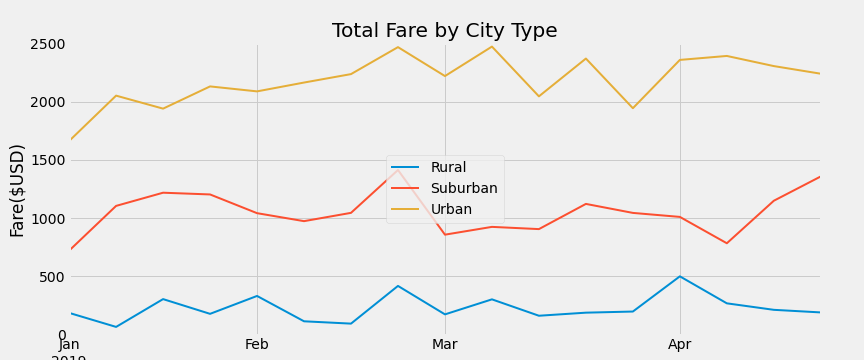 Total Fare by City Type
2500
2000
1500
1000
500
0
Fare($USD)
Rural
Suburban
Urban
Jan Feb Mar Apr
2019